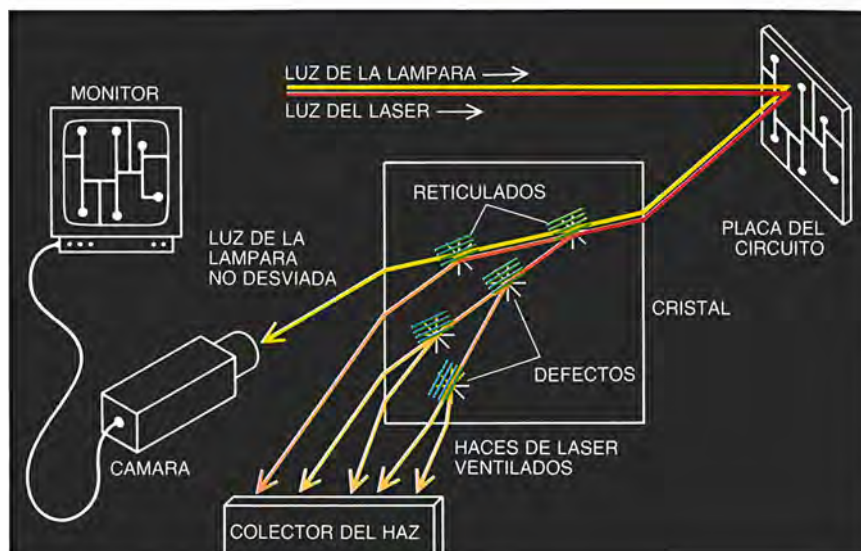 LUZ DE LA LAMPARA
LUZ DEL LASER
MONITOR
RETICULADOS
PLACA DEL
CIRCUITO
LUZ DE LA
LAMPARA
NO DESVIADA
CRISTAL
DEFECTOS
HACES DE LASER
VENTILADOS
CAMARA
COLECTOR DEL HAZ